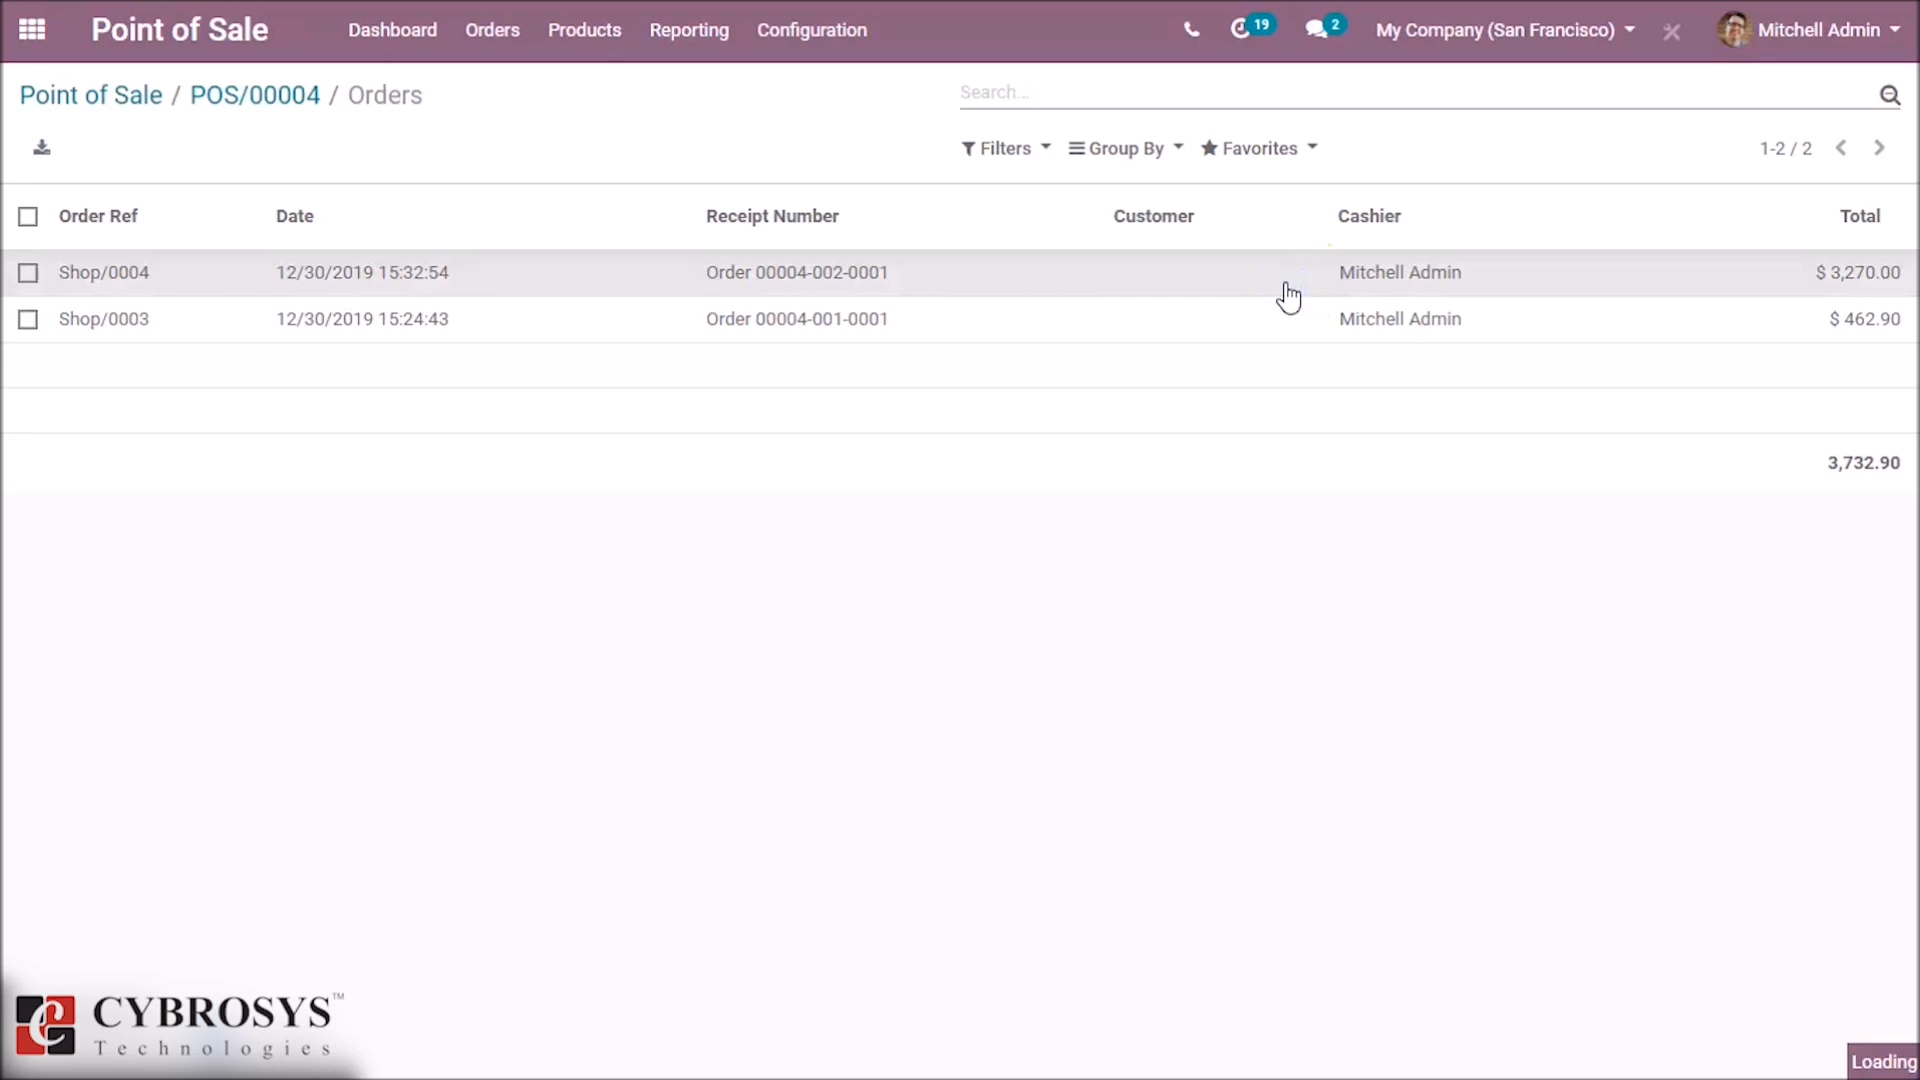 Point of Sale Dashboard Orders Products Reporting Configuration 19 2 My Company (San Francisco) Mitchell Admin
Point of Sale / POS/00004 / Orders Search...
Filters Group By Favorites 1-2 / 2
Order Ref Date Receipt Number Customer Cashier Total
Shop/0004 12/30/2019 15:32:54 Order 00004-002-0001 Mitchell Admin $ 3,270.00
Shop/0003 12/30/2019 15:24:43 Order 00004-001-0001 Mitchell Admin $ 462.90
3,732.90
CYBROSYS™
Technologies
Loading